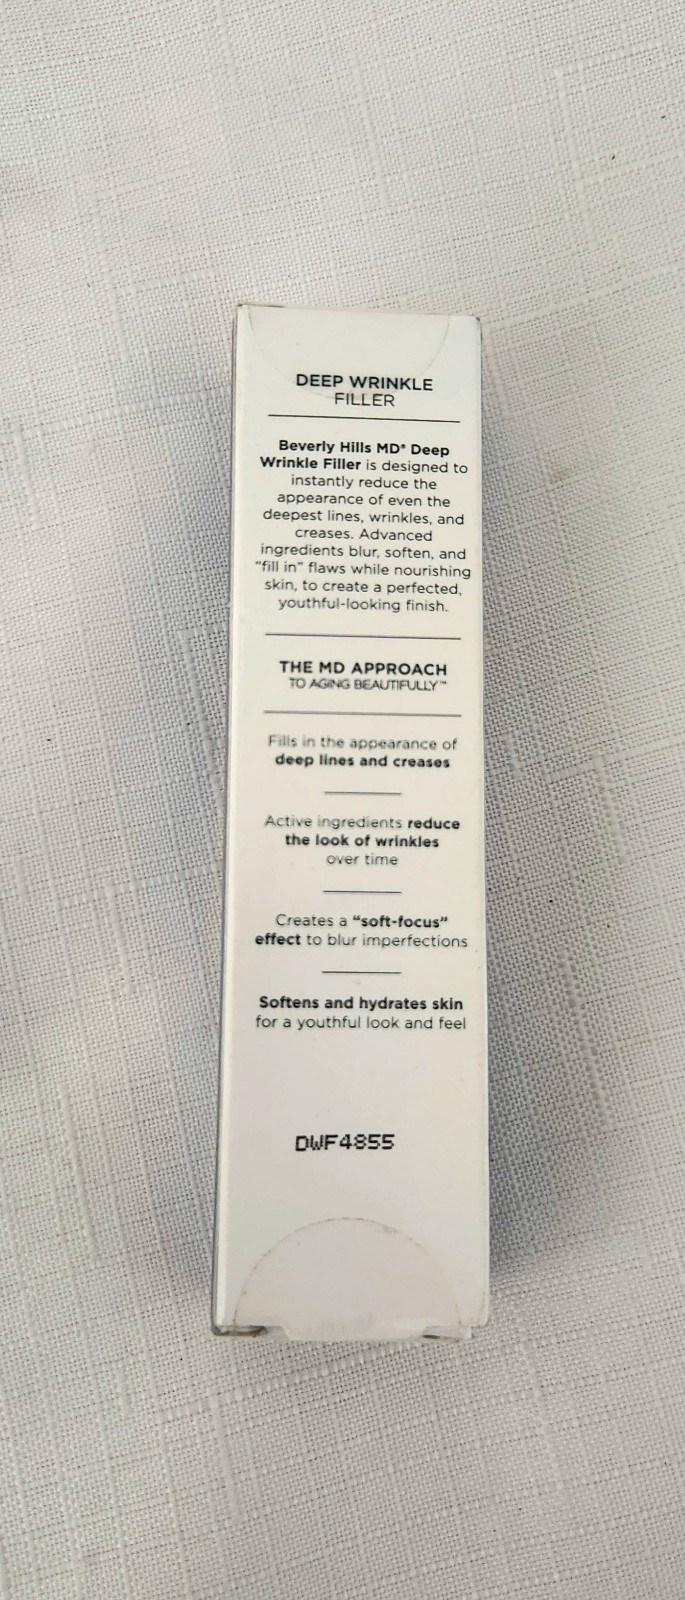 DEEP WRINKLE
FILLER
Beverly Hills MD® Deep
Wrinkle Filler is designed to
instantly reduce the
appearance of even the
deepest lines, wrinkles, and
creases. Advanced
ingredients blur, soften, and
"fill in" flaws while nourishing
skin, to create a perfected,
youthful-looking finish.
THE MD APPROACH
TO AGING BEAUTIFULLY™
Fills in the appearance of
deep lines and creases
Active ingredients reduce
the look of wrinkles
over time
Creates a "soft-focus"
effect to blur imperfections
Softens and hydrates skin
for a youthful look and feel
DWF4855